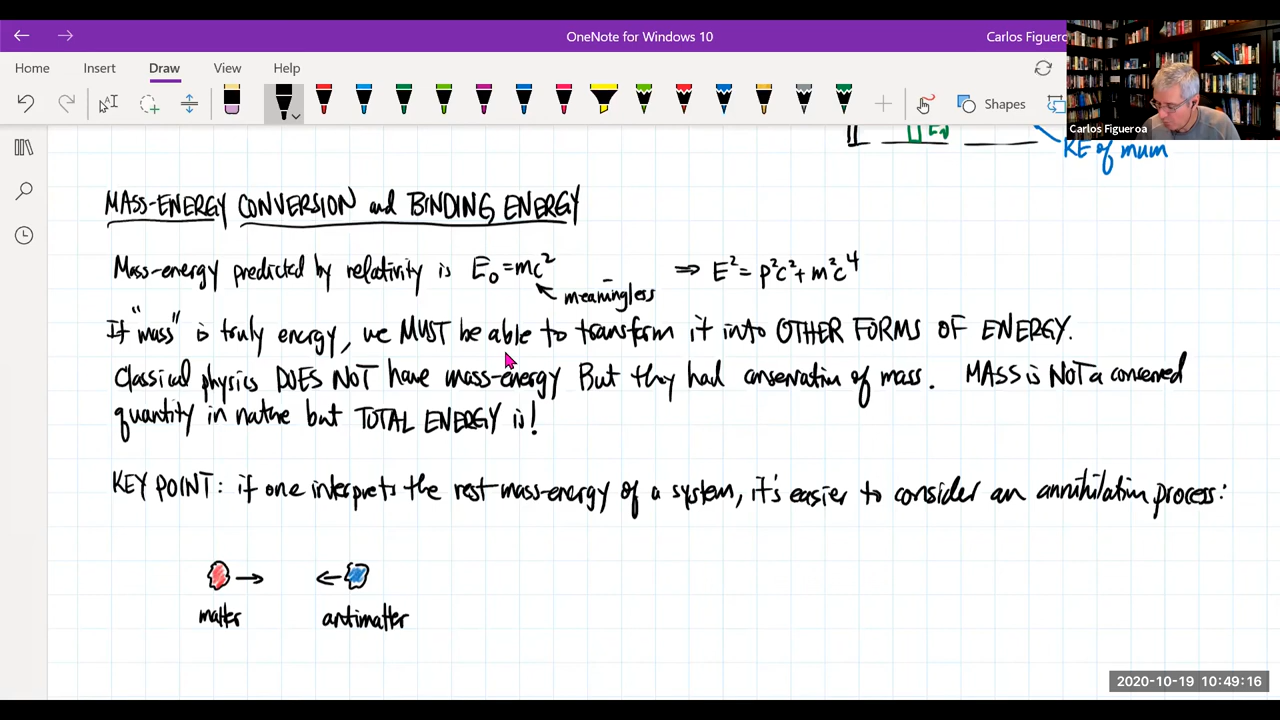 OneNote for Windows 10
Carlos Figuero
Home Insert Draw View Help
Shapes
Carlos Figueroa
KE of mum
MASS-ENERGY CONVERSION and BINDING ENERGY
Mass-energy predicted by relativity is E₀=mc² ⇒ E² = p²c² + m²c⁴
meaningless
If "mass" is truly energy, we MUST be able to transform it into OTHER FORMS OF ENERGY.
Classical physics DOES NOT have mass-energy But they had conservation of mass. MASS is NOT a conserved
quantity in nature but TOTAL ENERGY is!
KEY POINT: if one interprets the rest mass-energy of a system, it's easier to consider an annihilation process:
matter antimatter
2020-10-19 10:49:16